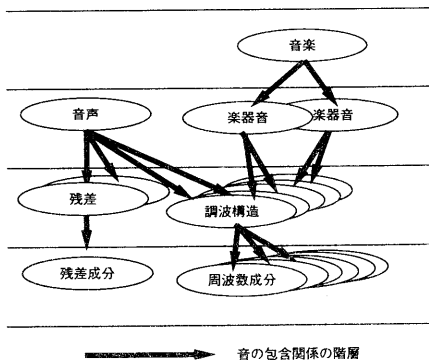 音楽
音声
楽器音
楽器音
残差
調波構造
残差成分
周波数成分
音の包含関係の階層